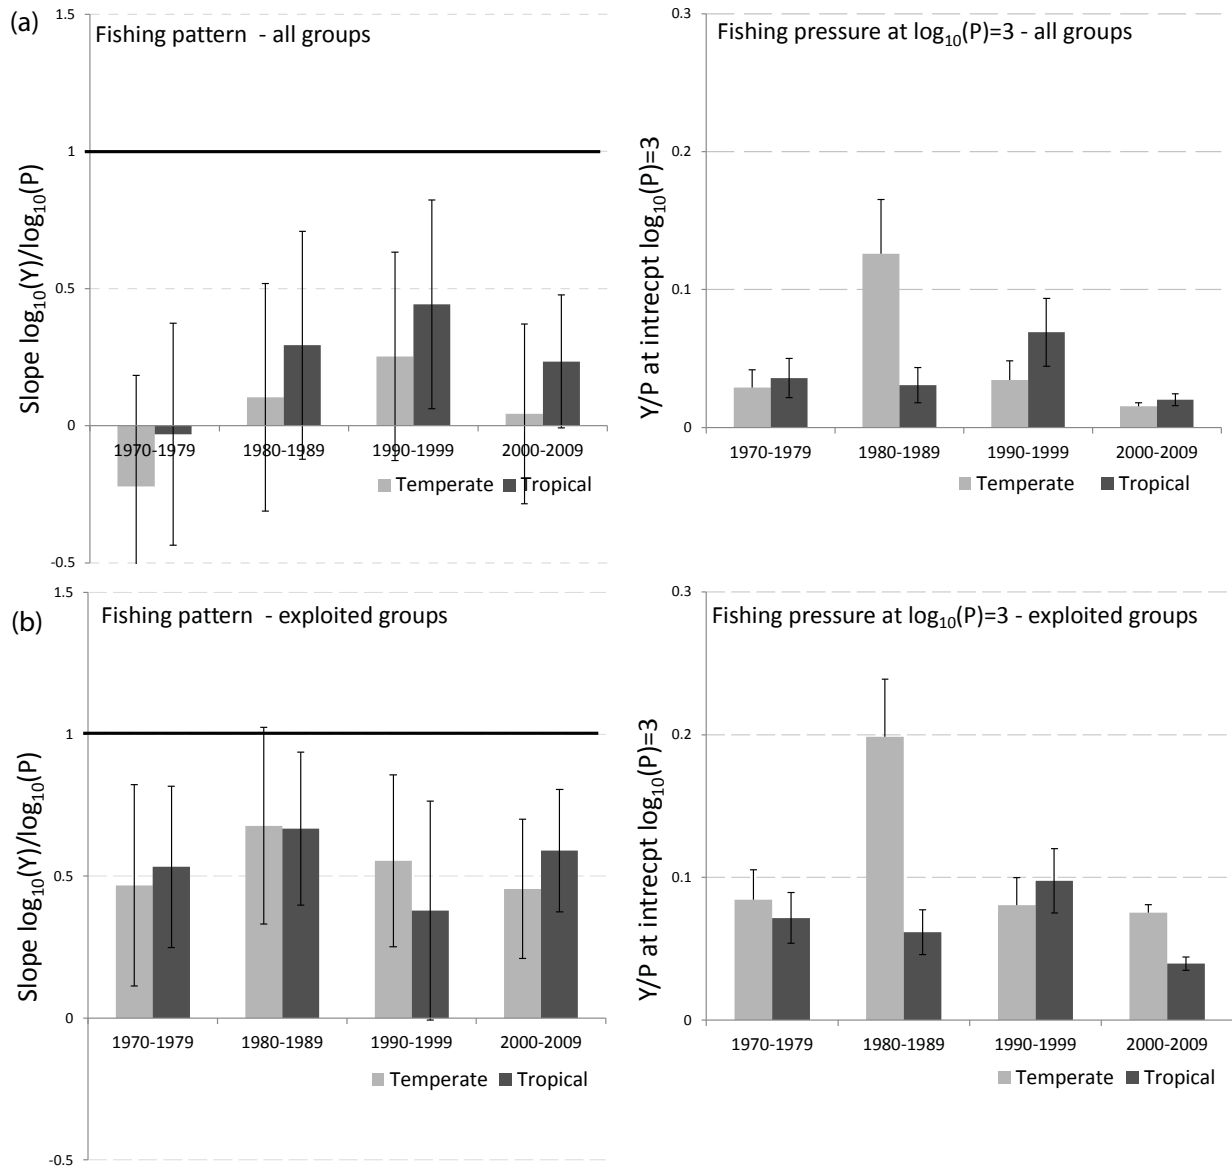 (a)
Fishing pattern - all groups
1.5
1
0.5
0
-0.5
Slope log10(Y)/log10(P)
1970-1979
1980-1989
1990-1999
2000-2009
Temperate
Tropical
Fishing pressure at log10(P)=3 - all groups
0.3
0.2
0.1
0
Y/P at intrecpt log10(P)=3
1970-1979
1980-1989
1990-1999
2000-2009
Temperate
Tropical
(b)
Fishing pattern - exploited groups
1.5
1
0.5
0
-0.5
Slope log10(Y)/log10(P)
1970-1979
1980-1989
1990-1999
2000-2009
Temperate
Tropical
Fishing pressure at log10(P)=3 - exploited groups
0.3
0.2
0.1
0
Y/P at intrecpt log10(P)=3
1970-1979
1980-1989
1990-1999
2000-2009
Temperate
Tropical